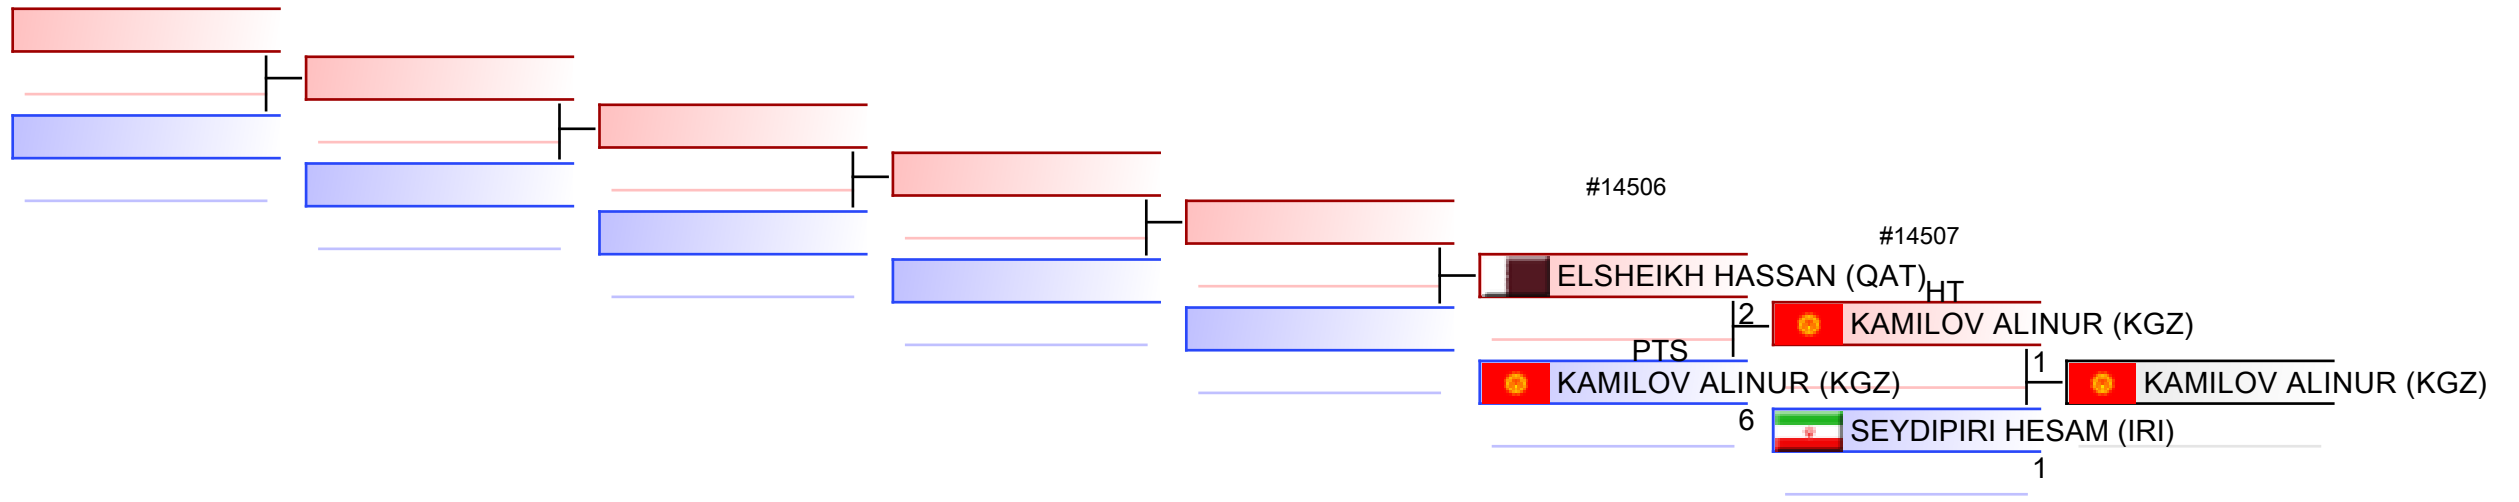 #14506
#14507
ELSHEIKH HASSAN (QAT)
HT
2
KAMILOV ALINUR (KGZ)
PTS
1
KAMILOV ALINUR (KGZ)
KAMILOV ALINUR (KGZ)
6
SEYDIPIRI HESAM (IRI)
1